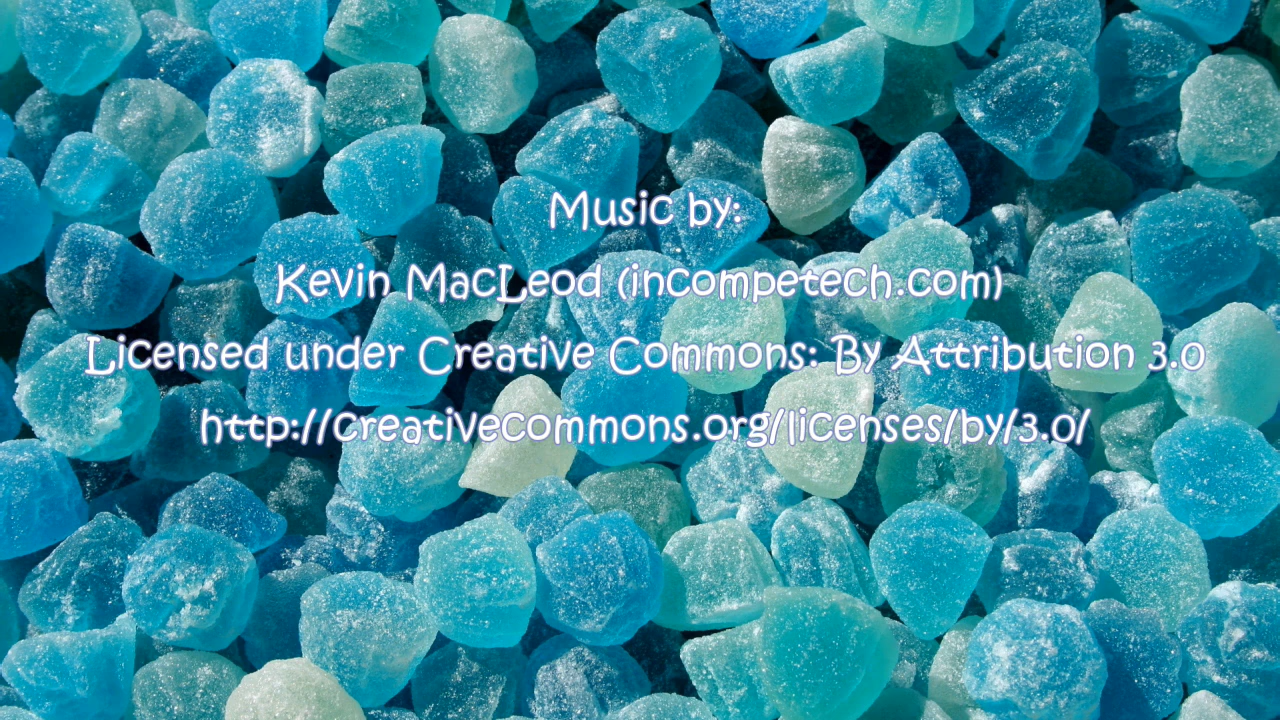 Music by:
Kevin MacLeod (incompetech.com)
Licensed under Creative Commons: By Attribution 3.0
http://creativecommons.org/licenses/by/3.0/